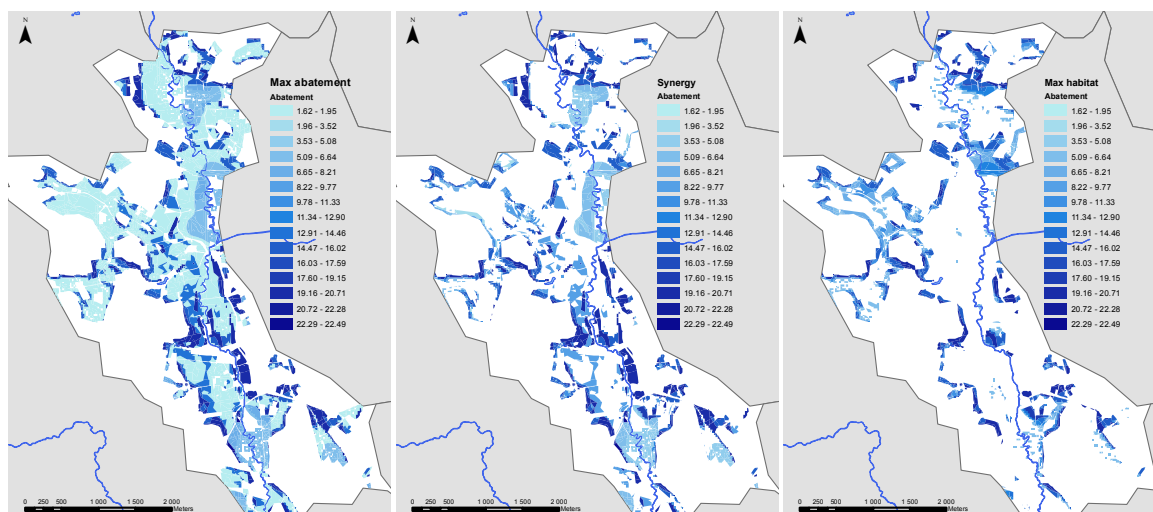 N
Max abatement
Abatement
1.62 - 1.95
1.96 - 3.52
3.53 - 5.08
5.09 - 6.64
6.65 - 8.21
8.22 - 9.77
9.78 - 11.33
11.34 - 12.90
12.91 - 14.46
14.47 - 16.02
16.03 - 17.59
17.60 - 19.15
19.16 - 20.71
20.72 - 22.28
22.29 - 22.49
0 250 500 1 000 1 500 2 000
Meters
N
Synergy
Abatement
1.62 - 1.95
1.96 - 3.52
3.53 - 5.08
5.09 - 6.64
6.65 - 8.21
8.22 - 9.77
9.78 - 11.33
11.34 - 12.90
12.91 - 14.46
14.47 - 16.02
16.03 - 17.59
17.60 - 19.15
19.16 - 20.71
20.72 - 22.28
22.29 - 22.49
0 250 500 1 000 1 500 2 000
Meters
N
Max habitat
Abatement
1.62 - 1.95
1.96 - 3.52
3.53 - 5.08
5.09 - 6.64
6.65 - 8.21
8.22 - 9.77
9.78 - 11.33
11.34 - 12.90
12.91 - 14.46
14.47 - 16.02
16.03 - 17.59
17.60 - 19.15
19.16 - 20.71
20.72 - 22.28
22.29 - 22.49
0 250 500 1 000 1 500 2 000
Meters